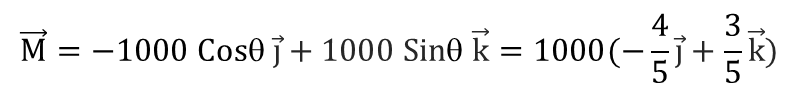 M⃗ = −1000 Cosθ ȷ⃗ + 1000 Sinθ k⃗ = 1000(−4/5 ȷ⃗ + 3/5 k⃗)